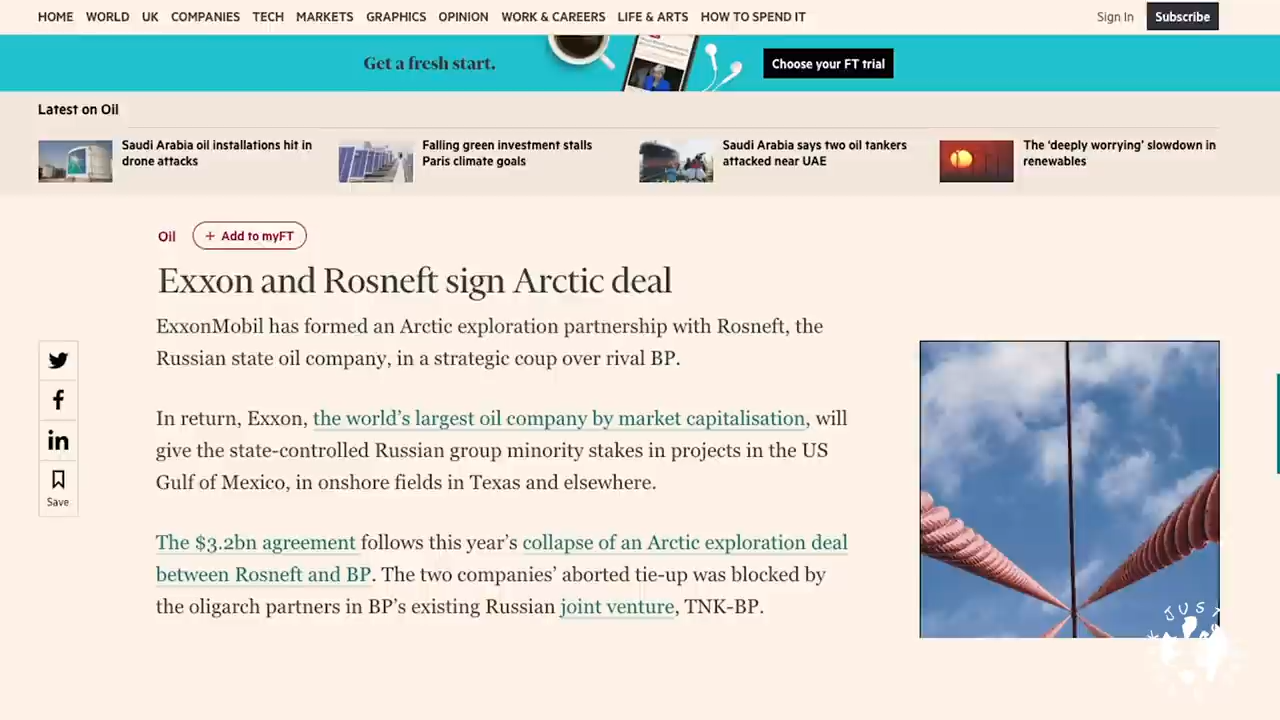 HOME WORLD UK COMPANIES TECH MARKETS GRAPHICS OPINION WORK & CAREERS LIFE & ARTS HOW TO SPEND IT Sign In Subscribe
Get a fresh start. Choose your FT trial
Latest on Oil
Saudi Arabia oil installations hit in
drone attacks
Falling green investment stalls
Paris climate goals
Saudi Arabia says two oil tankers
attacked near UAE
The ‘deeply worrying’ slowdown in
renewables
Oil + Add to myFT
Exxon and Rosneft sign Arctic deal
ExxonMobil has formed an Arctic exploration partnership with Rosneft, the
Russian state oil company, in a strategic coup over rival BP.
In return, Exxon, the world’s largest oil company by market capitalisation, will
give the state-controlled Russian group minority stakes in projects in the US
Gulf of Mexico, in onshore fields in Texas and elsewhere.
The $3.2bn agreement follows this year’s collapse of an Arctic exploration deal
between Rosneft and BP. The two companies’ aborted tie-up was blocked by
the oligarch partners in BP’s existing Russian joint venture, TNK-BP.
Save
JUST